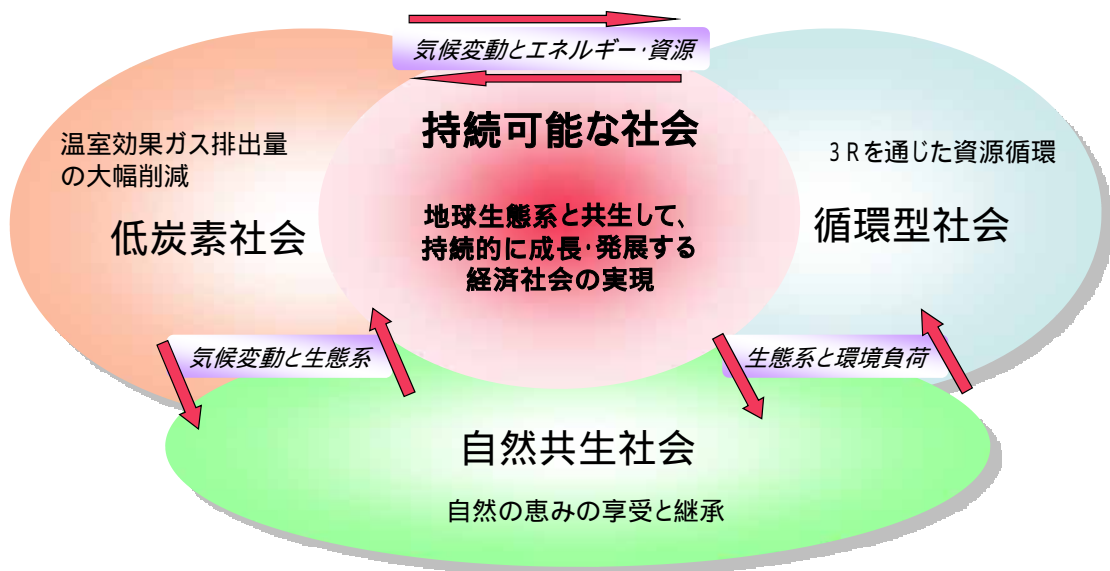 気候変動とエネルギー・資源
持続可能な社会
温室効果ガス排出量
の大幅削減
低炭素社会
3Rを通じた資源循環
循環型社会
地球生態系と共生して、
持続的に成長・発展する
経済社会の実現
気候変動と生態系
生態系と環境負荷
自然共生社会
自然の恵みの享受と継承